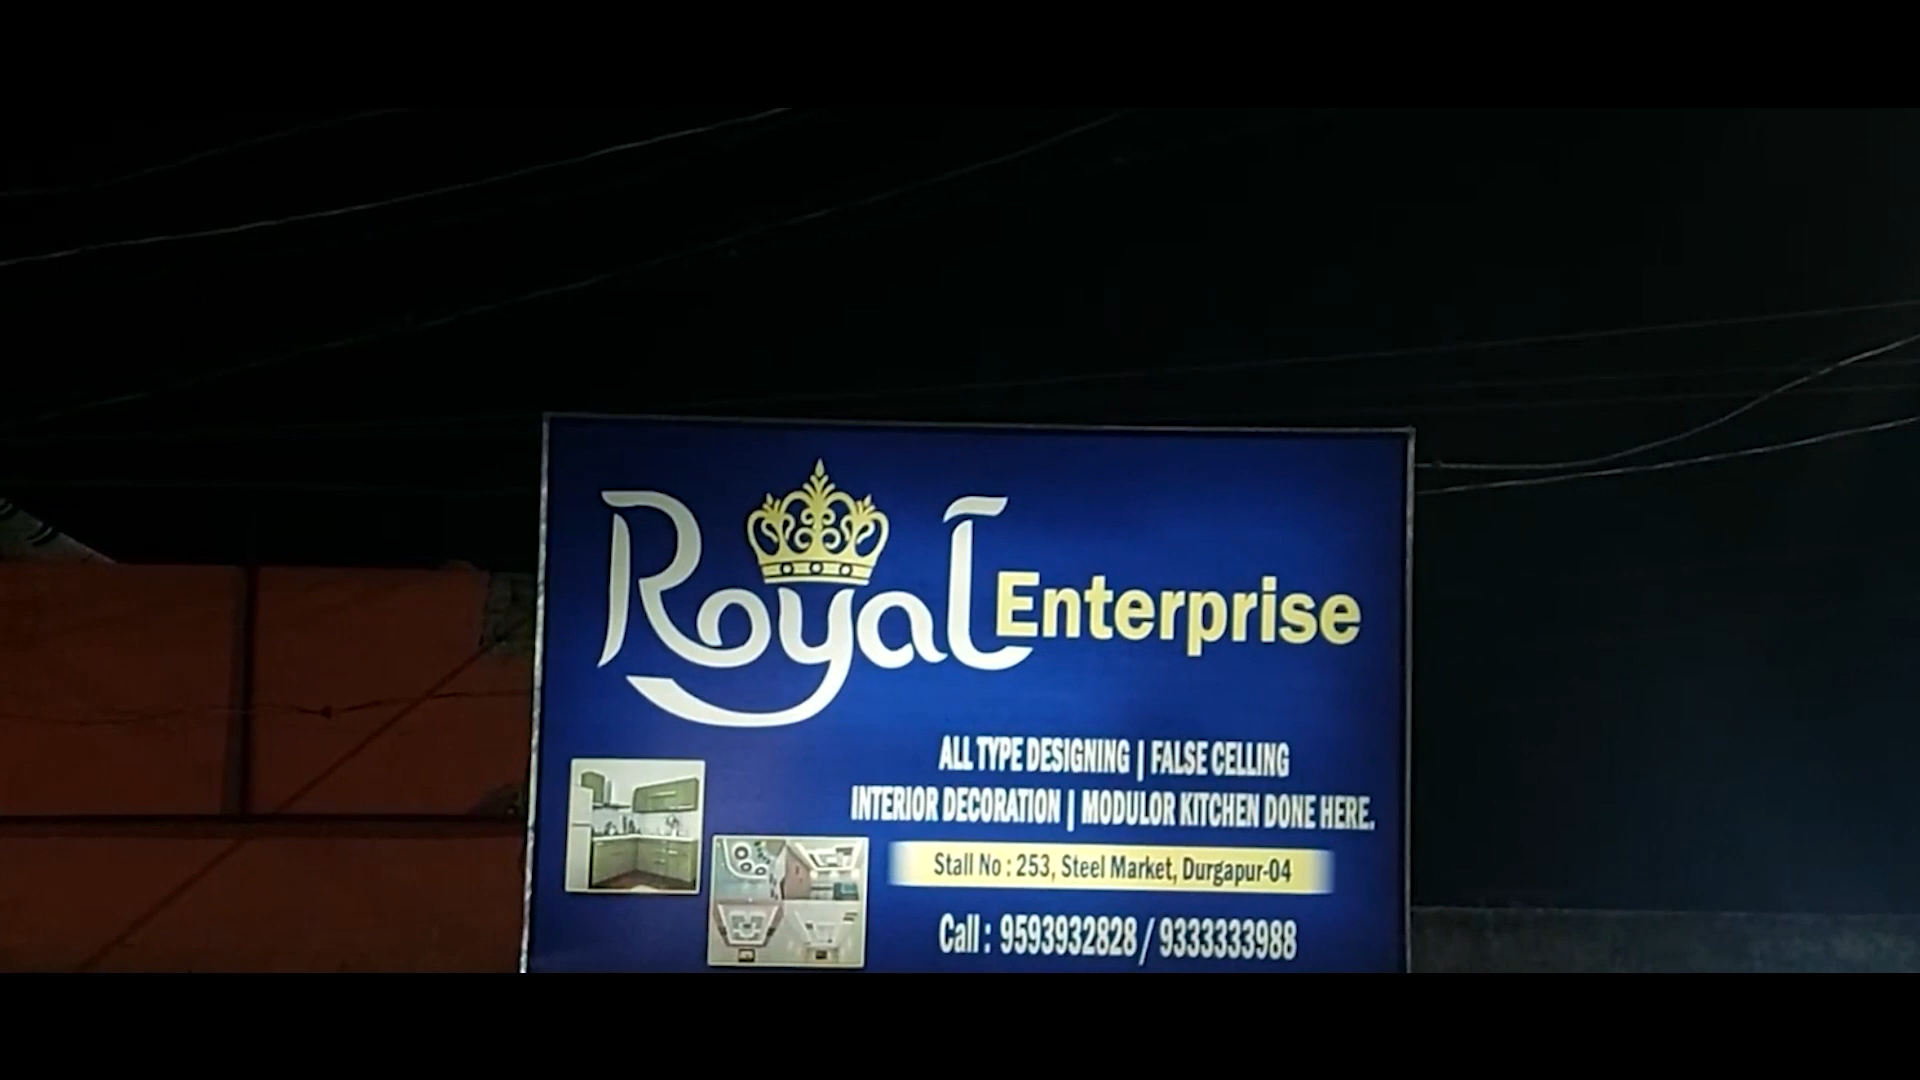 Royal Enterprise
ALL TYPE DESIGNING | FALSE CELLING
INTERIOR DECORATION | MODULOR KITCHEN DONE HERE.
Stall No : 253, Steel Market, Durgapur-04
Call : 9593932828 / 9333333988